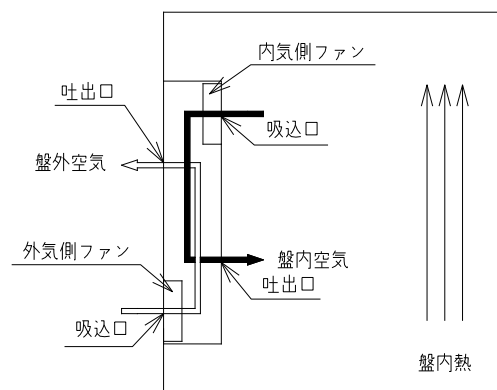 内気側ファン
吐出口
吸込口
盤外空気
外気側ファン
盤内空気
吐出口
吸込口
盤内熱